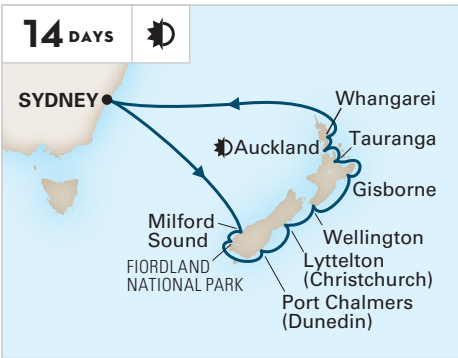 14 DAYS
SYDNEY
Whangarei
Auckland
Tauranga
Gisborne
Wellington
Lyttelton
(Christchurch)
Port Chalmers
(Dunedin)
Milford
Sound
FIORDLAND
NATIONAL PARK